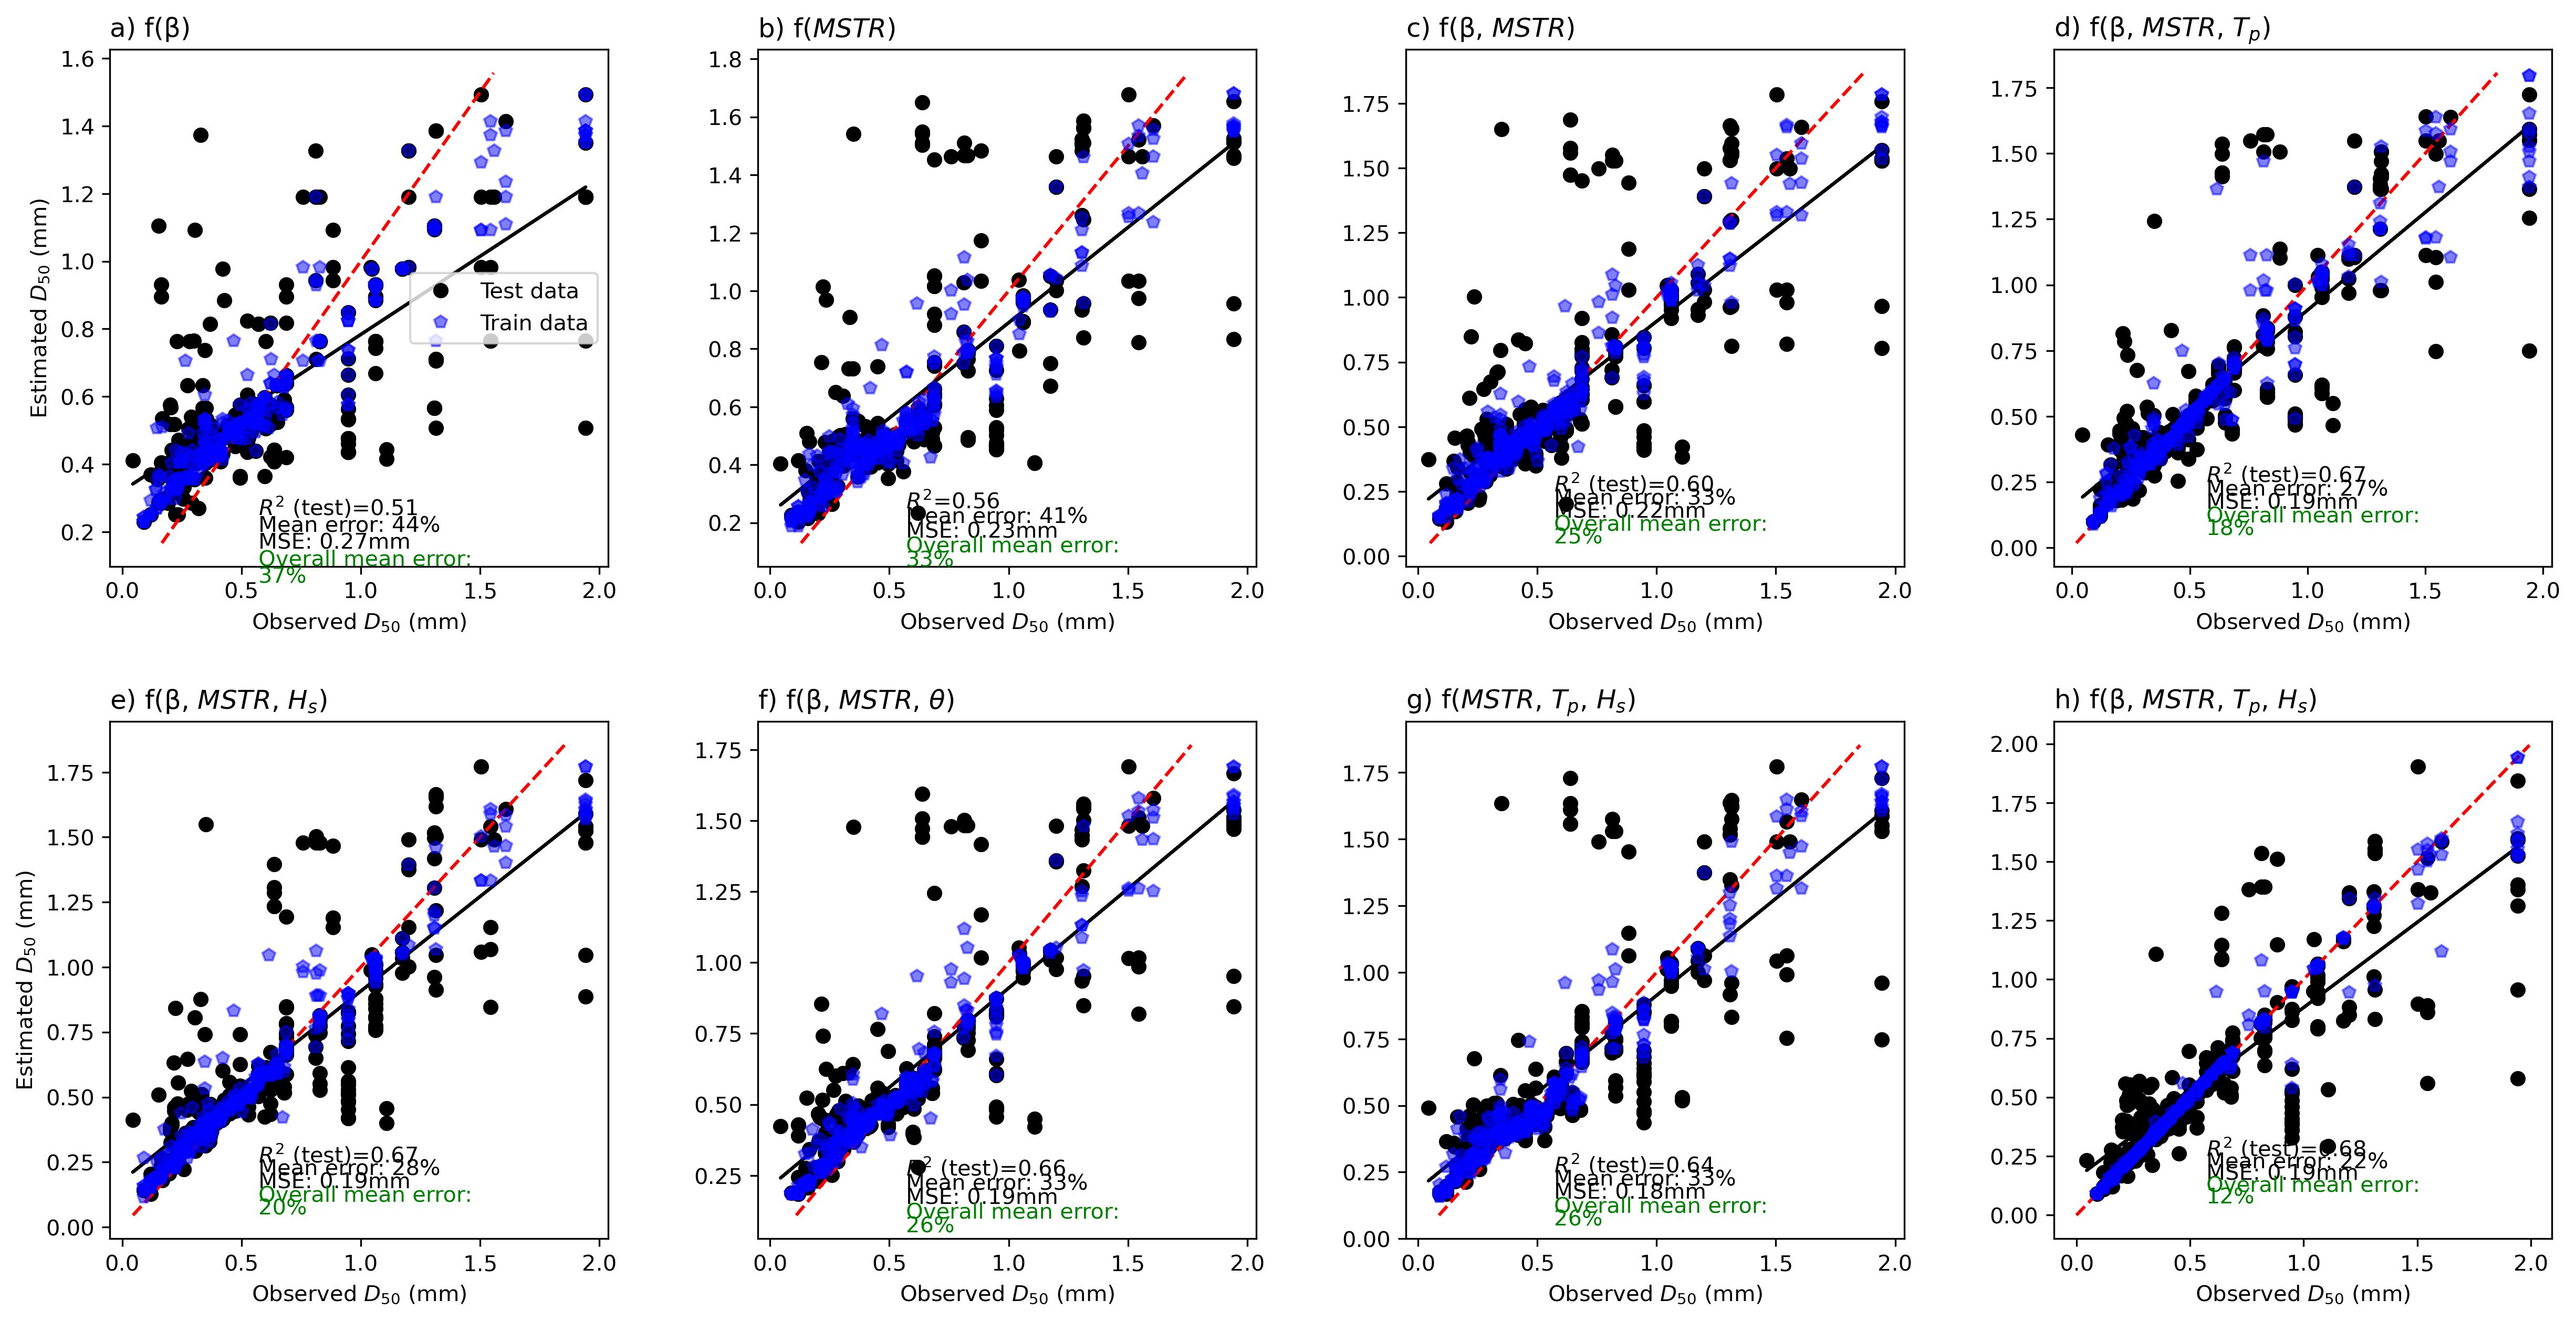 a) f(β)
1.6
1.4
1.2
1.0
0.8
0.6
0.4
0.2
Estimated D50 (mm)
Test data
Train data
R2 (test)=0.51
Mean error: 44%
MSE: 0.27mm
Overall mean error:
37%
0.0 0.5 1.0 1.5 2.0
Observed D50 (mm)
b) f(MSTR)
1.8
1.6
1.4
1.2
1.0
0.8
0.6
0.4
0.2
R2=0.56
Mean error: 41%
MSE: 0.23mm
Overall mean error:
33%
0.0 0.5 1.0 1.5 2.0
Observed D50 (mm)
c) f(β, MSTR)
1.75
1.50
1.25
1.00
0.75
0.50
0.25
0.00
R2 (test)=0.60
Mean error: 33%
MSE: 0.22mm
Overall mean error:
25%
0.0 0.5 1.0 1.5 2.0
Observed D50 (mm)
d) f(β, MSTR, Tp)
1.75
1.50
1.25
1.00
0.75
0.50
0.25
0.00
R2 (test)=0.67
Mean error: 27%
MSE: 0.19mm
Overall mean error:
18%
0.0 0.5 1.0 1.5 2.0
Observed D50 (mm)
e) f(β, MSTR, Hs)
1.75
1.50
1.25
1.00
0.75
0.50
0.25
0.00
Estimated D50 (mm)
R2 (test)=0.67
Mean error: 28%
MSE: 0.19mm
Overall mean error:
20%
0.0 0.5 1.0 1.5 2.0
Observed D50 (mm)
f) f(β, MSTR, θ)
1.75
1.50
1.25
1.00
0.75
0.50
0.25
R2 (test)=0.66
Mean error: 33%
MSE: 0.19mm
Overall mean error:
26%
0.0 0.5 1.0 1.5 2.0
Observed D50 (mm)
g) f(MSTR, Tp, Hs)
1.75
1.50
1.25
1.00
0.75
0.50
0.25
0.00
R2 (test)=0.64
Mean error: 33%
MSE: 0.18mm
Overall mean error:
26%
0.0 0.5 1.0 1.5 2.0
Observed D50 (mm)
h) f(β, MSTR, Tp, Hs)
2.00
1.75
1.50
1.25
1.00
0.75
0.50
0.25
0.00
R2 (test)=0.68
Mean error: 22%
MSE: 0.19mm
Overall mean error:
12%
0.0 0.5 1.0 1.5 2.0
Observed D50 (mm)